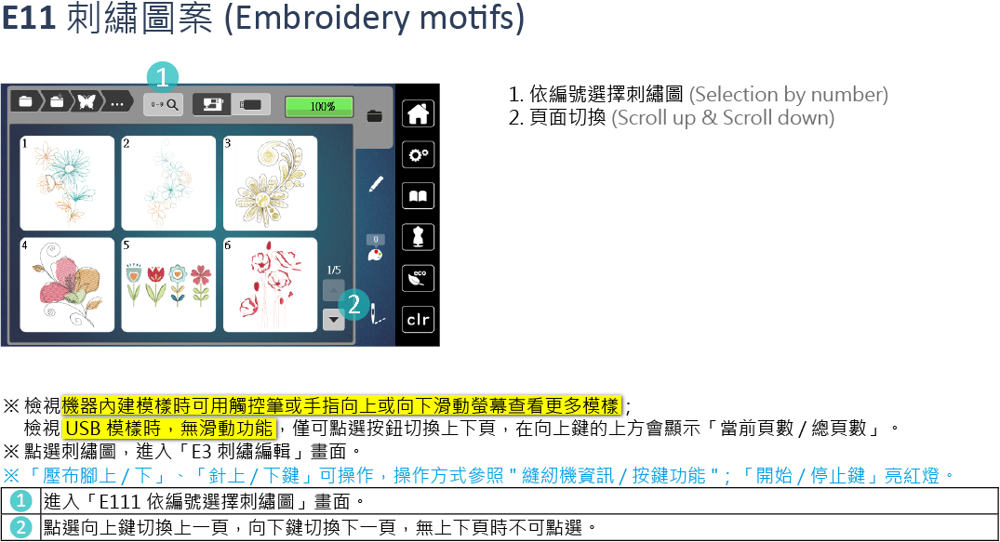 E11 刺繡圖案 (Embroidery motifs)
1
0-9
100%
1. 依編號選擇刺繡圖 (Selection by number)
2. 頁面切換 (Scroll up & Scroll down)
1
2
3
4
5
6
0
1/5
2
eco
clr
※ 檢視機器內建模樣時可用觸控筆或手指向上或向下滑動螢幕查看更多模樣；
檢視 USB 模樣時，無滑動功能，僅可點選按鈕切換上下頁，在向上鍵的上方會顯示「當前頁數 / 總頁數」。
※ 點選刺繡圖，進入「E3 刺繡編輯」畫面。
※ 「壓布腳上 / 下」、「針上 / 下鍵」可操作，操作方式參照 " 縫紉機資訊 / 按鍵功能 "；「開始 / 停止鍵」亮紅燈。
1 進入「E111 依編號選擇刺繡圖」畫面。
2 點選向上鍵切換上一頁，向下鍵切換下一頁，無上下頁時不可點選。